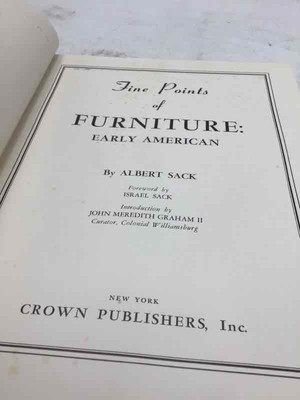 Fine Points
of
FURNITURE:
EARLY AMERICAN
By ALBERT SACK
Foreword by
ISRAEL SACK
Introduction by
JOHN MEREDITH GRAHAM II
Curator, Colonial Williamsburg
NEW YORK
CROWN PUBLISHERS, Inc.